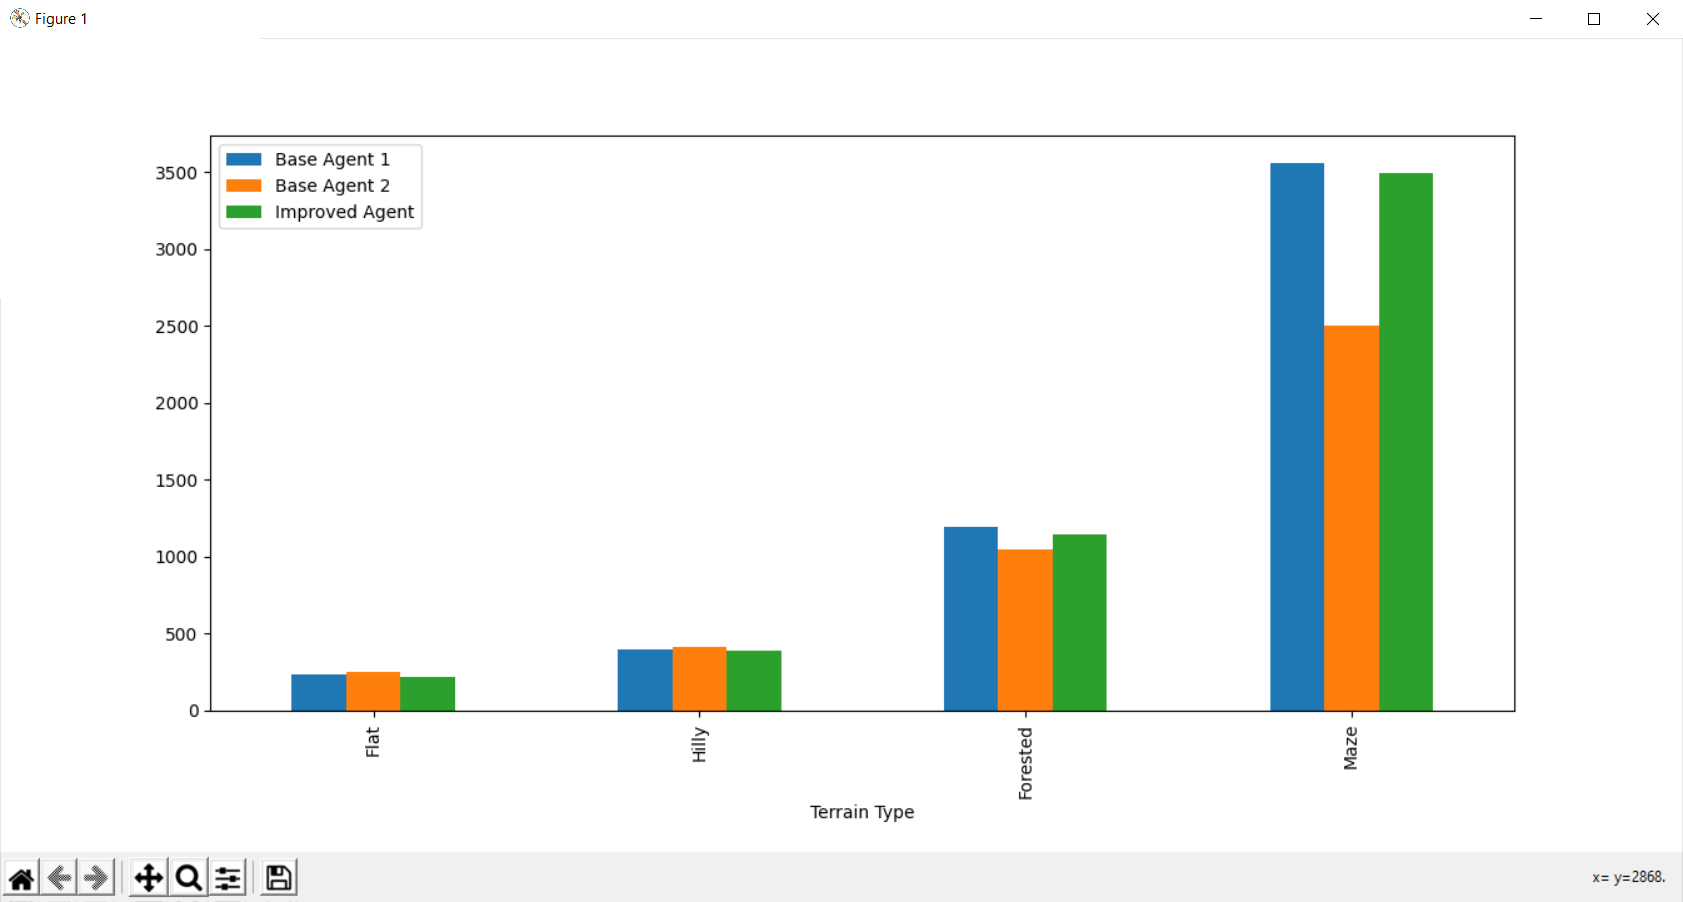 Figure 1
Base Agent 1
Base Agent 2
Improved Agent
3500
3000
2500
2000
1500
1000
500
0
Flat
Hilly
Forested
Maze
Terrain Type
x= y=2868.